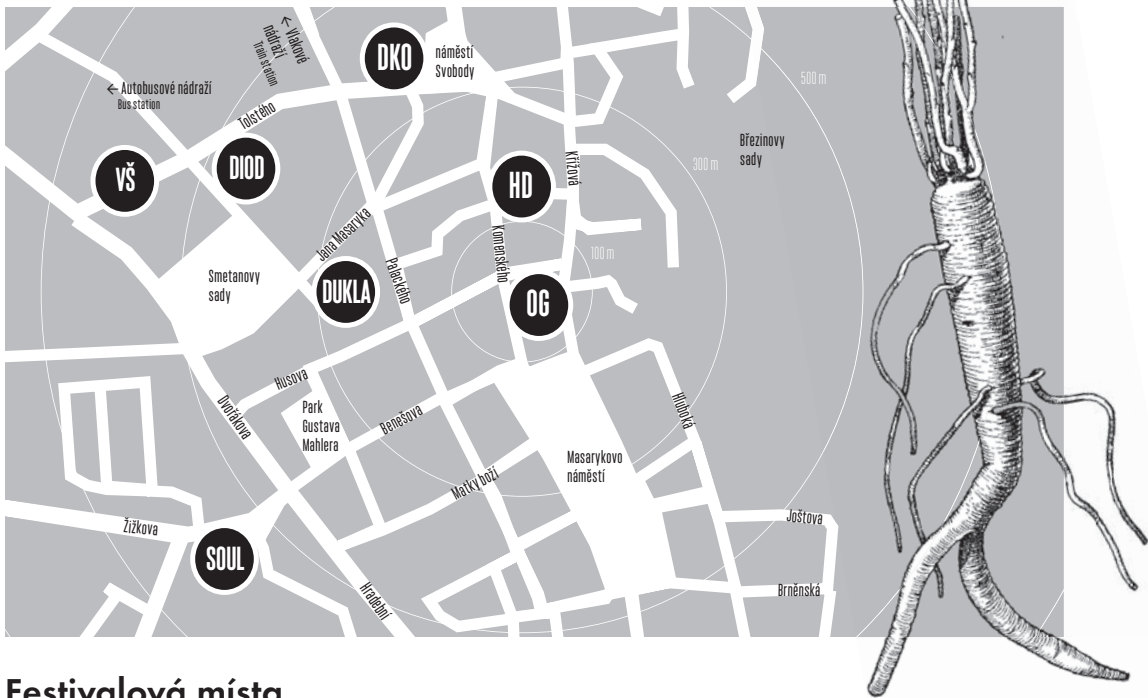 ← Vlakové
nádraží
Train station
DKO
náměstí
Svobody
500 m
← Autobusové nádraží
Bus station
Tolstého
Březinovy
sady
VŠ
DIOD
HD
Křížová
300 m
Jana Masaryka
Palackého
Komenského
100 m
Smetanovy
sady
DUKLA
OG
Husova
Dvořákova
Park
Gustava
Mahlera
Benešova
Hluboká
Masarykovo
náměstí
Matky boží
Žižkova
Joštova
SOUL
Hradební
Brněnská
Festivalová místa